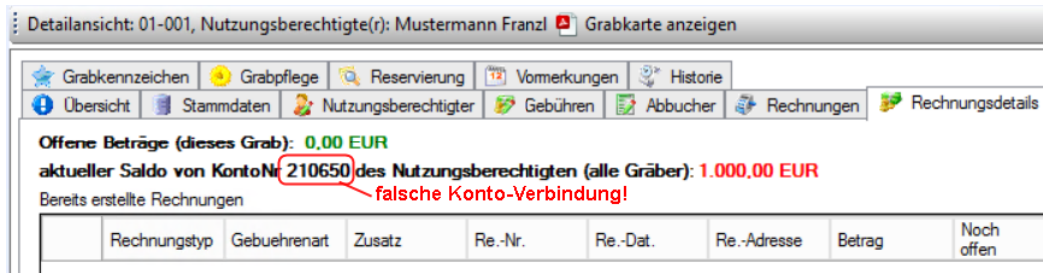 Detailansicht: 01-001, Nutzungsberechtigte(r): Mustermann Franzl Grabkarte anzeigen
Grabkennzeichen Grabpflege Reservierung 12 Vormerkungen Historie
Übersicht Stammdaten Nutzungsberechtigter Gebühren Abbucher Rechnungen Rechnungsdetails
Offene Beträge (dieses Grab): 0,00 EUR
aktueller Saldo von KontoNr 210650 des Nutzungsberechtigten (alle Gräber): 1.000,00 EUR
falsche Konto-Verbindung!
Bereits erstellte Rechnungen
Rechnungstyp Gebuehrenart Zusatz Re.-Nr. Re.-Dat. Re.-Adresse Betrag Noch offen